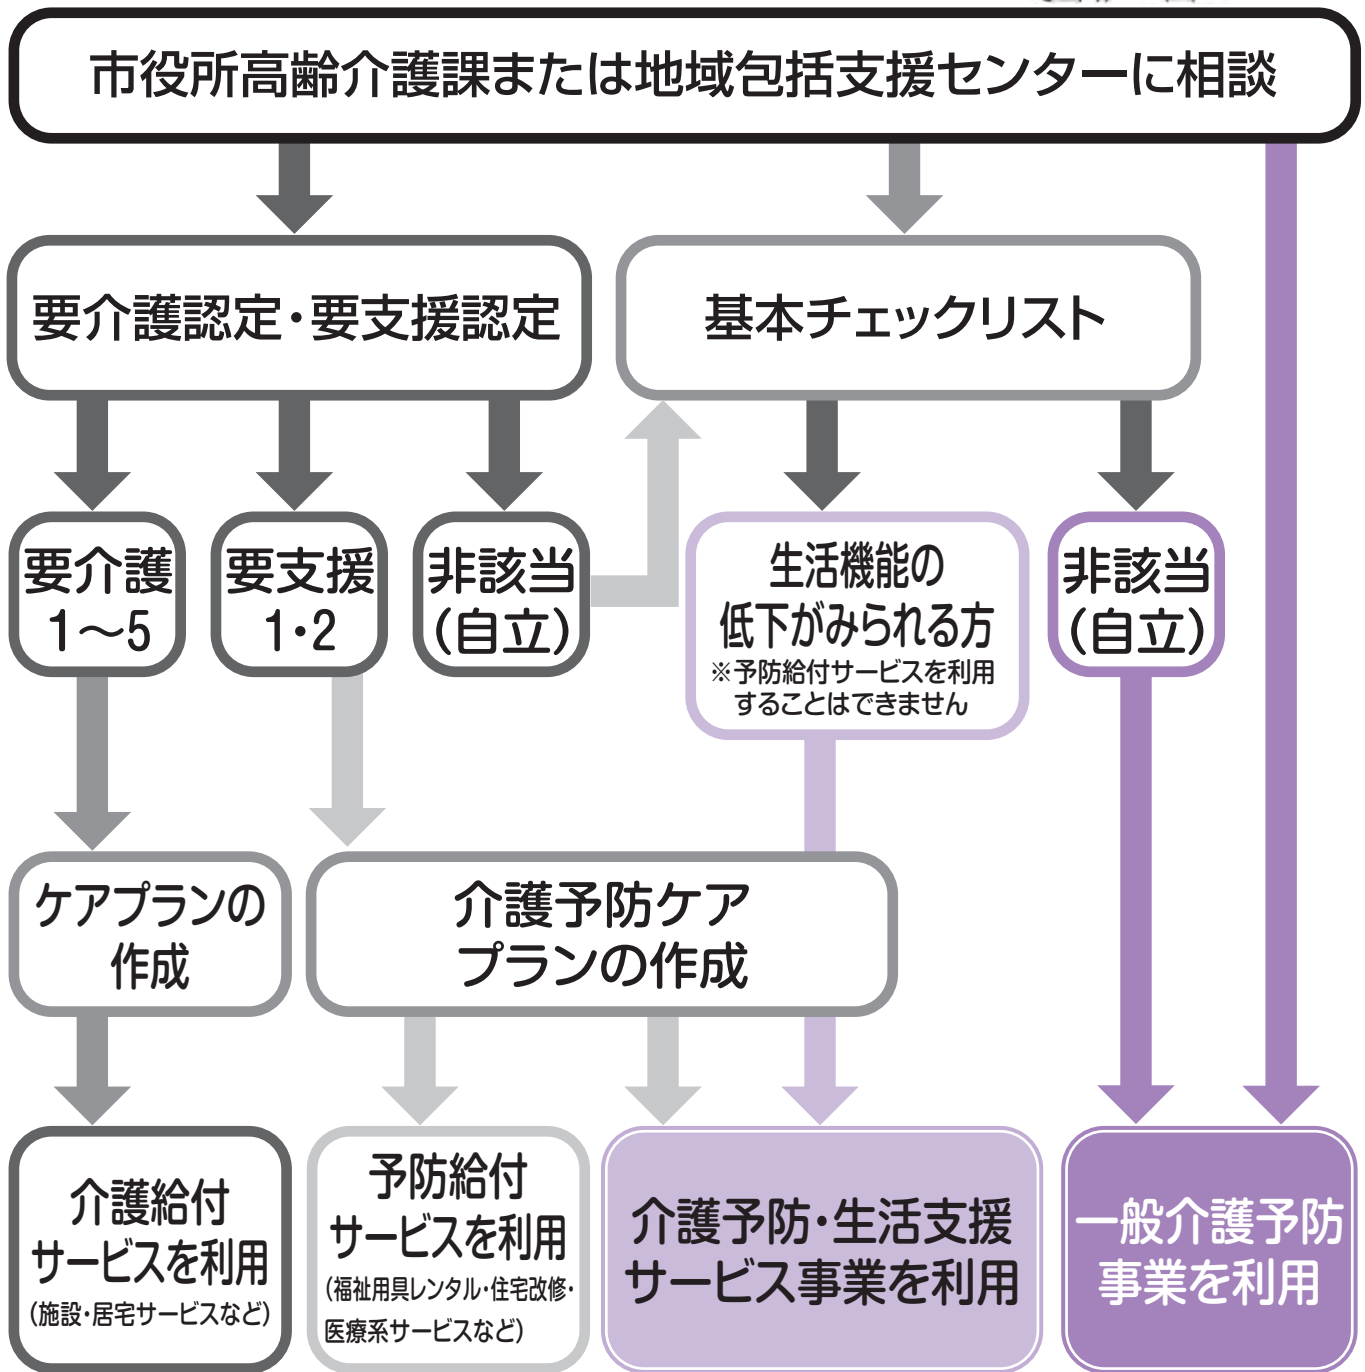 市役所高齢介護課または地域包括支援センターに相談
要介護認定・要支援認定
基本チェックリスト
要介護
1～5
要支援
1・2
非該当
(自立)
生活機能の
低下がみられる方
※予防給付サービスを利用
することはできません
非該当
(自立)
ケアプランの
作成
介護予防ケア
プランの作成
介護給付
サービスを利用
(施設・居宅サービスなど)
予防給付
サービスを利用
(福祉用具レンタル・住宅改修・
医療系サービスなど)
介護予防・生活支援
サービス事業を利用
一般介護予防
事業を利用